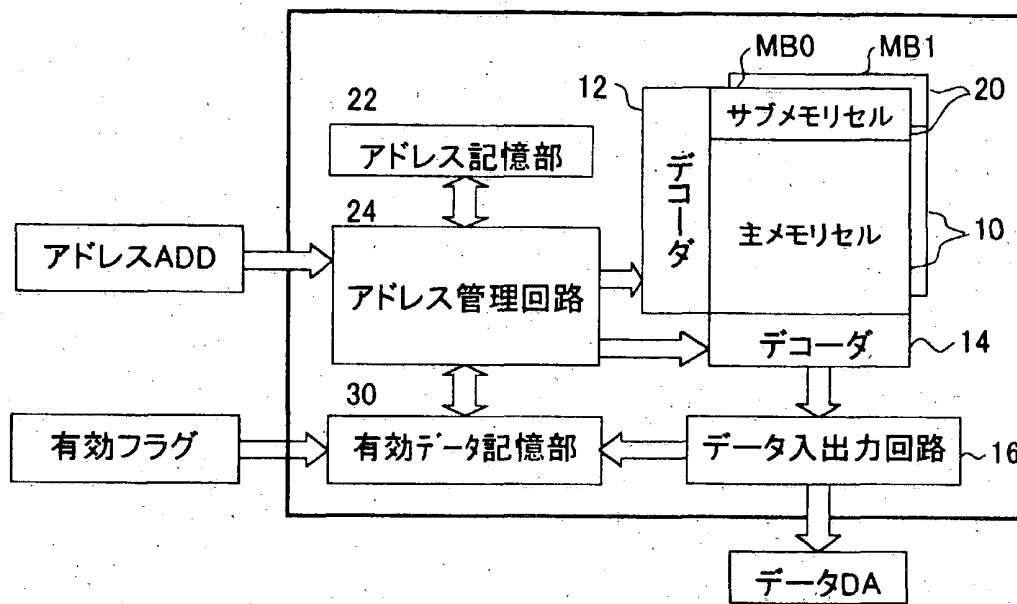 MB0
MB1
12
20
サブメモリセル
22
アドレス記憶部
デコーダ
24
主メモリセル
10
アドレスADD
アドレス管理回路
デコーダ
14
30
有効フラグ
有効データ記憶部
データ入出力回路
16
データDA